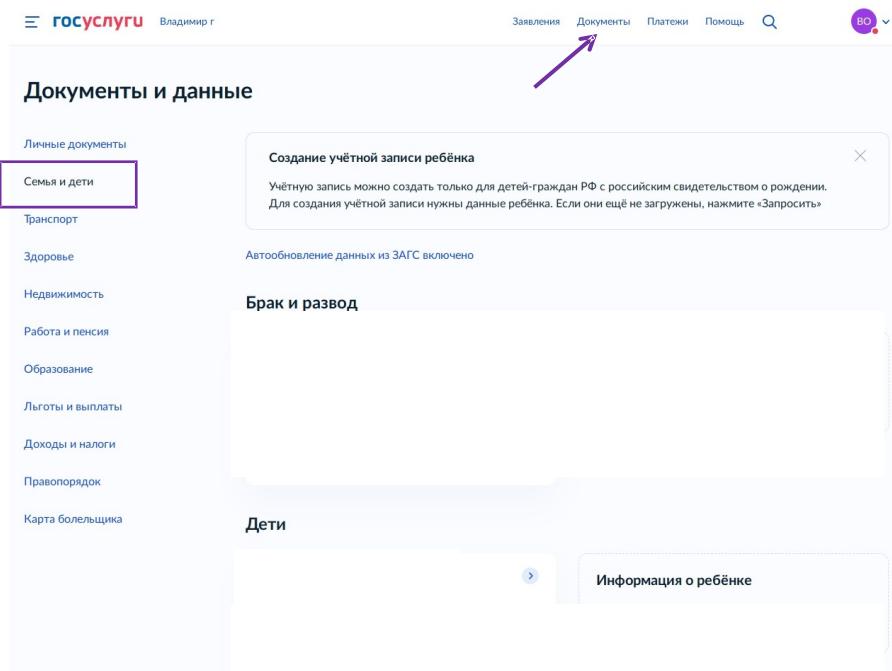 госуслуги Владимир г Заявления Документы Платежи Помощь ВО
Документы и данные
Личные документы
Семья и дети
Транспорт
Здоровье
Недвижимость
Работа и пенсия
Образование
Льготы и выплаты
Доходы и налоги
Правопорядок
Карта болельщика
Создание учётной записи ребёнка
Учётную запись можно создать только для детей-граждан РФ с российским свидетельством о рождении.
Для создания учётной записи нужны данные ребёнка. Если они ещё не загружены, нажмите «Запросить»
Автообновление данных из ЗАГС включено
Брак и развод
Дети
Информация о ребёнке